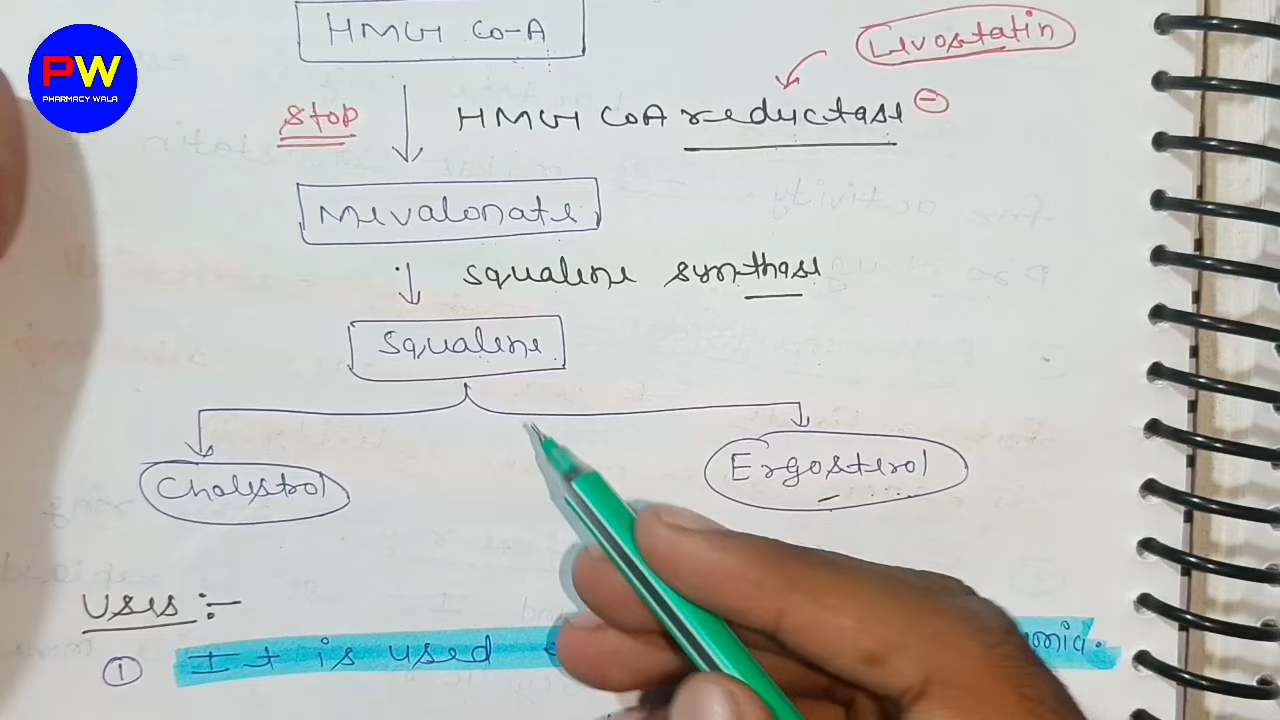 PW
PHARMACY WALA
HMG Co-A
Levostatin
Stop
HMG CoA reductase
Mevalonate
Squalene synthase
Squalene
Cholestrol
Ergosterol
Uses :-
① It is used